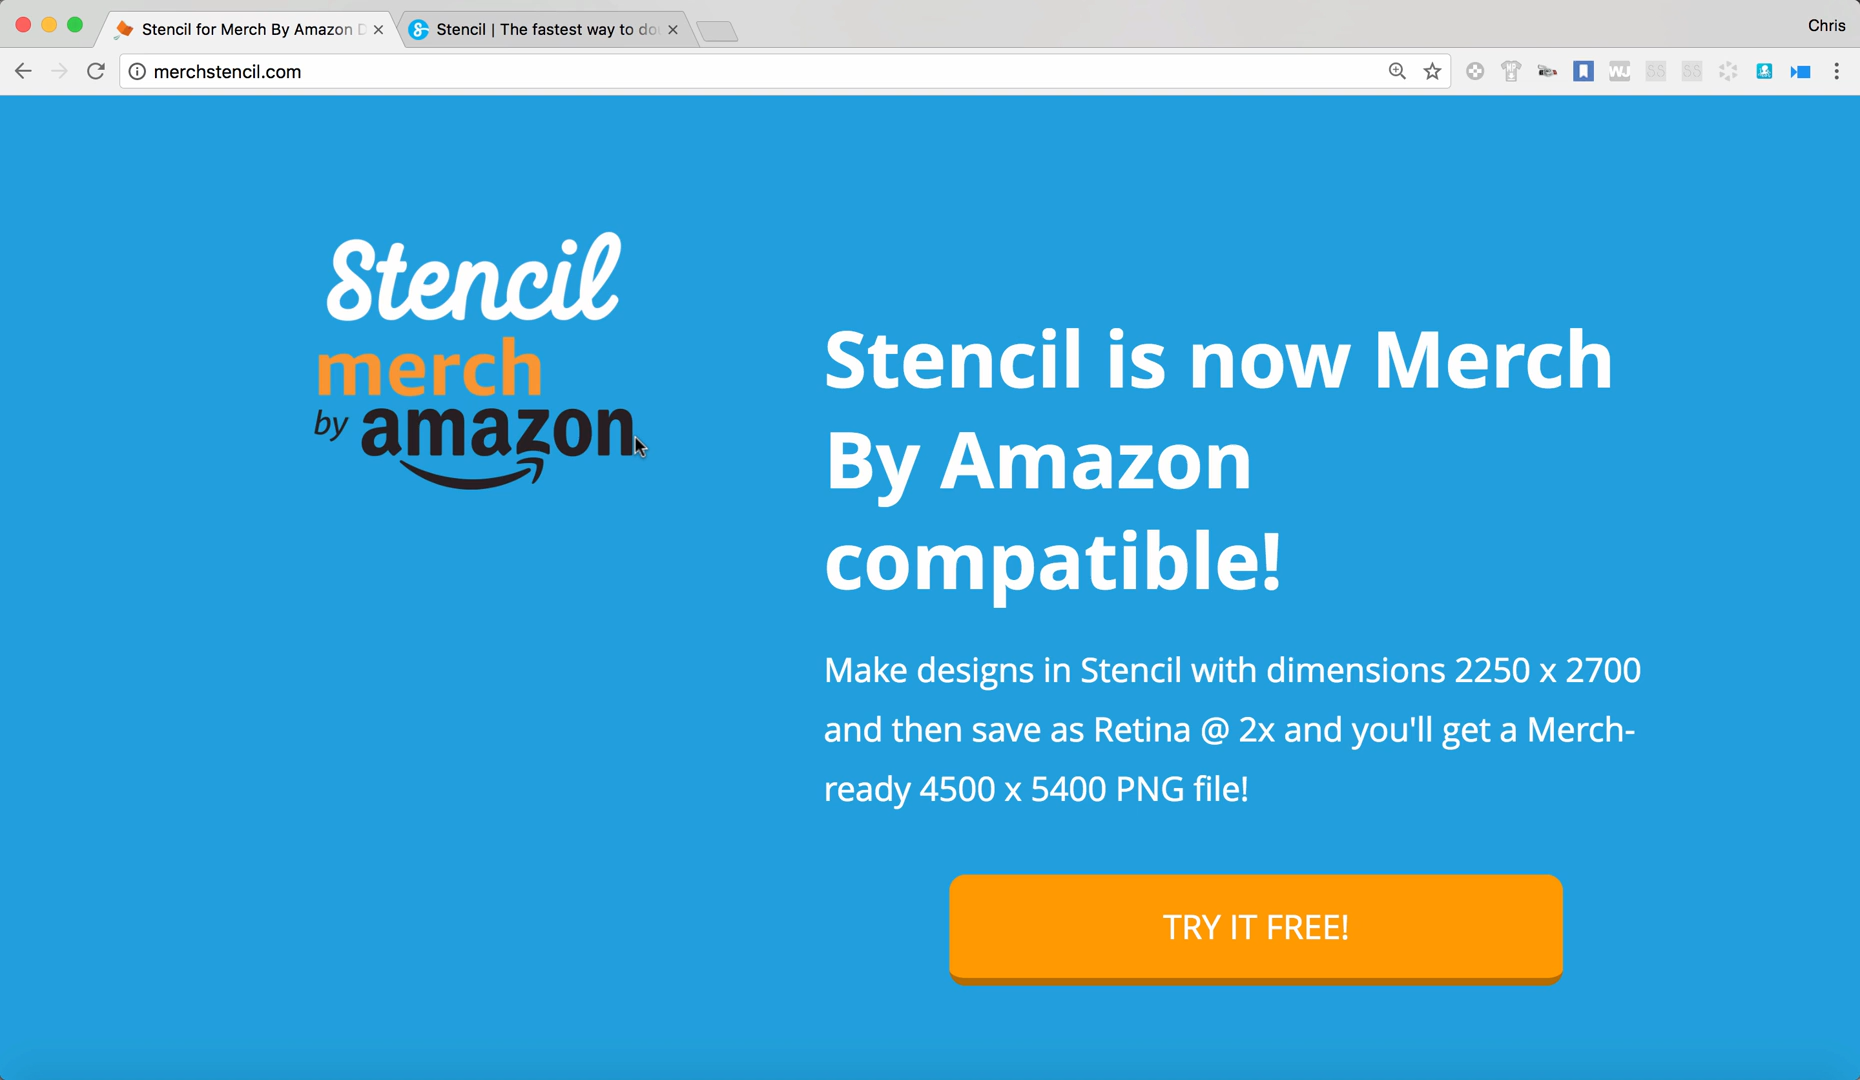 Stencil for Merch By Amazon
Stencil | The fastest way to do
Chris
merchstencil.com
Stencil
merch
by amazon
Stencil is now Merch
By Amazon
compatible!
Make designs in Stencil with dimensions 2250 x 2700
and then save as Retina @ 2x and you'll get a Merch-
ready 4500 x 5400 PNG file!
TRY IT FREE!